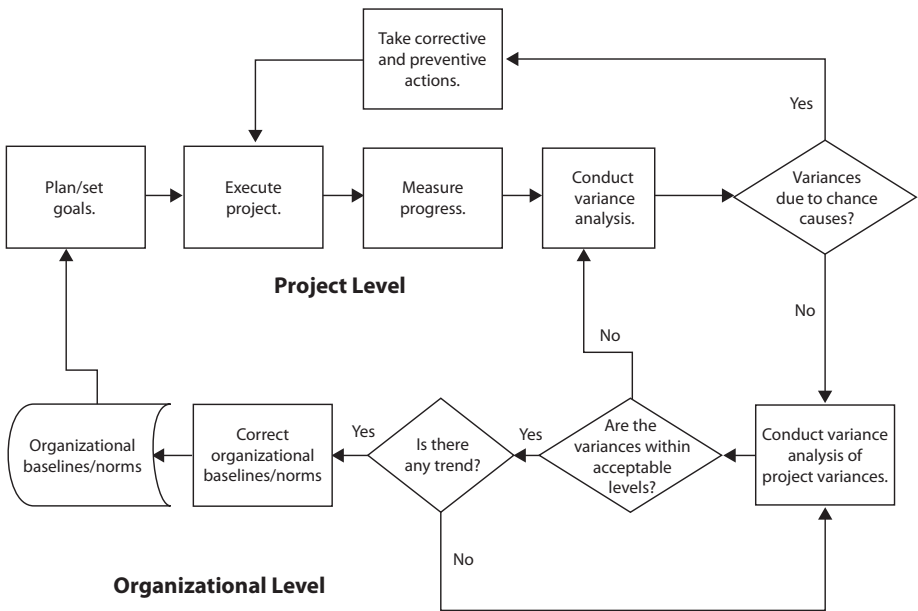 Take corrective
and preventive
actions.
Yes
Plan/set
goals.
Execute
project.
Measure
progress.
Conduct
variance
analysis.
Variances
due to chance
causes?
Project Level
No
No
Organizational
baselines/norms
Correct
organizational
baselines/norms
Yes
Is there
any trend?
Yes
Are the
variances within
acceptable
levels?
Conduct variance
analysis of
project variances.
No
Organizational Level